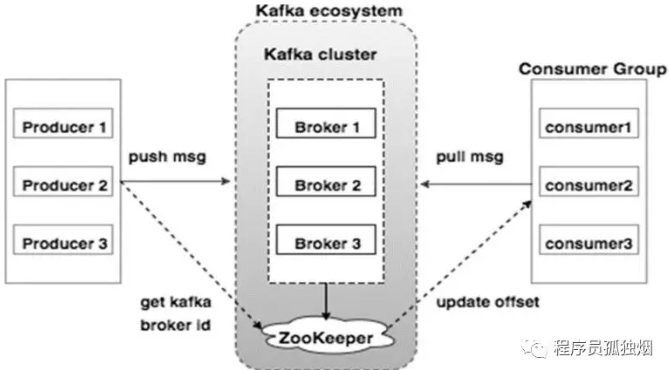 Kafka ecosystem
Kafka cluster
Consumer Group
Producer 1
Broker 1
consumer1
push msg
pull msg
Producer 2
Broker 2
consumer2
Producer 3
Broker 3
consumer3
get kafka
broker id
update offset
ZooKeeper
程序员孤独烟